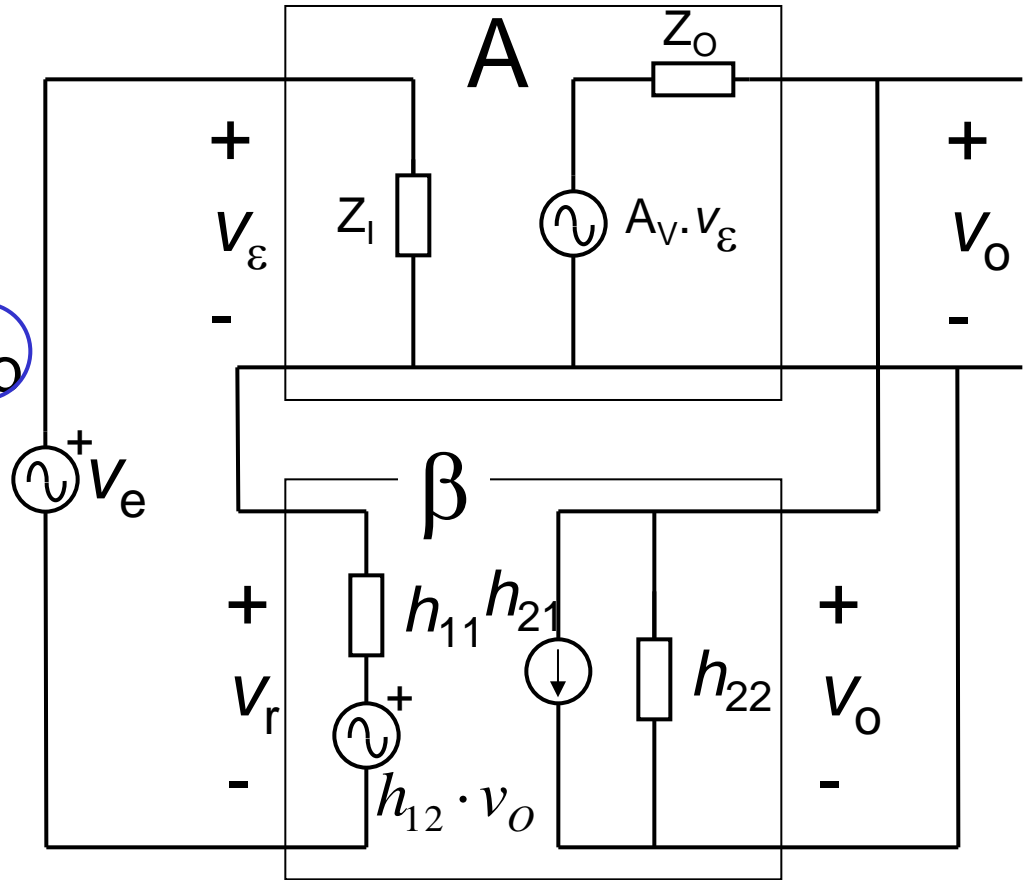 A
Z_O
+
+
Z_I
A_V.v_ε
v_ε
v_o
-
-
o
+
v_e
β
+
h_11
h_21
+
v_r
+
h_22
v_o
-
h_12 · v_O
-